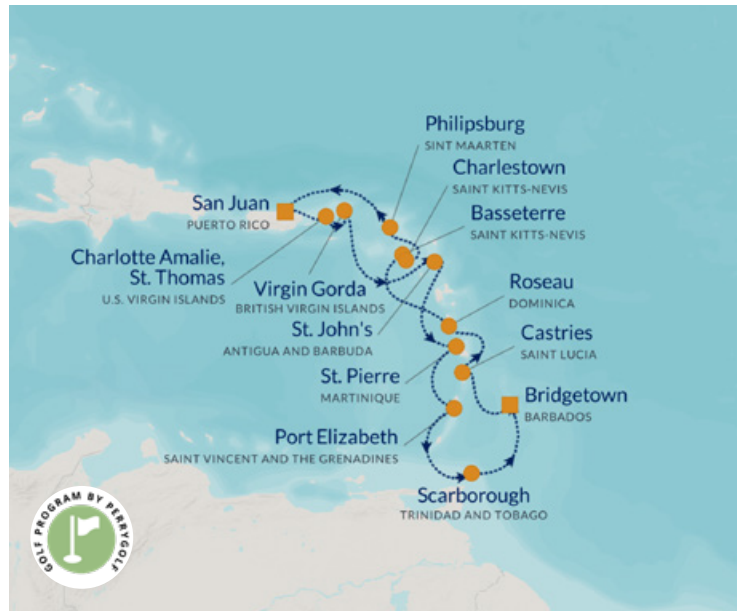 Philipsburg
SINT MAARTEN
Charlestown
SAINT KITTS-NEVIS
San Juan
PUERTO RICO
Basseterre
SAINT KITTS-NEVIS
Charlotte Amalie,
St. Thomas
U.S. VIRGIN ISLANDS
Virgin Gorda
BRITISH VIRGIN ISLANDS
Roseau
DOMINICA
St. John's
ANTIGUA AND BARBUDA
Castries
SAINT LUCIA
St. Pierre
MARTINIQUE
Bridgetown
BARBADOS
Port Elizabeth
SAINT VINCENT AND THE GRENADINES
Scarborough
TRINIDAD AND TOBAGO
GOLF PROGRAM BY PERRYGOLF